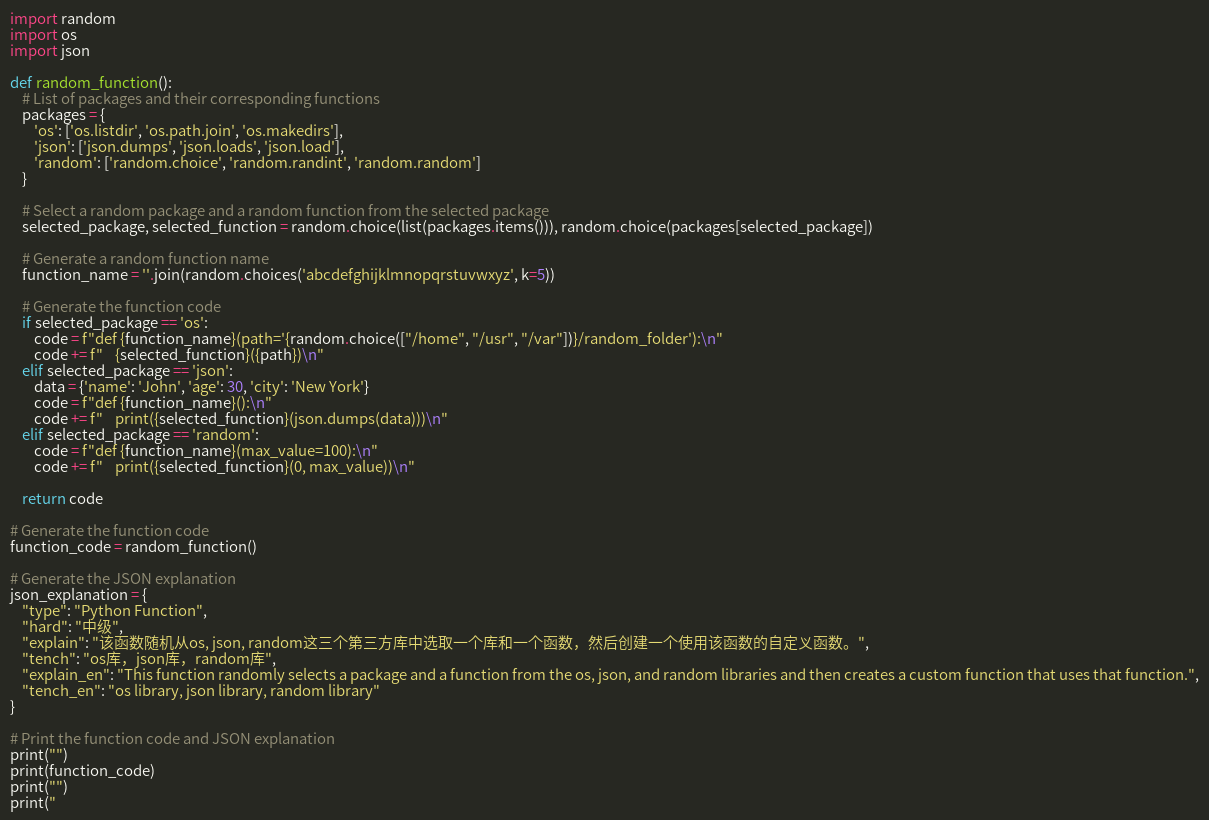 import random
import os
import json

def random_function():
    # List of packages and their corresponding functions
    packages = {
        'os': ['os.listdir', 'os.path.join', 'os.makedirs'],
        'json': ['json.dumps', 'json.loads', 'json.load'],
        'random': ['random.choice', 'random.randint', 'random.random']
    }

    # Select a random package and a random function from the selected package
    selected_package, selected_function = random.choice(list(packages.items())), random.choice(packages[selected_package])

    # Generate a random function name
    function_name = ''.join(random.choices('abcdefghijklmnopqrstuvwxyz', k=5))

    # Generate the function code
    if selected_package == 'os':
        code = f"def {function_name}(path='{random.choice(["/home", "/usr", "/var"])}/random_folder'):\n"
        code += f"    {selected_function}({path})\n"
    elif selected_package == 'json':
        data = {'name': 'John', 'age': 30, 'city': 'New York'}
        code = f"def {function_name}():\n"
        code += f"    print({selected_function}(json.dumps(data)))\n"
    elif selected_package == 'random':
        code = f"def {function_name}(max_value=100):\n"
        code += f"    print({selected_function}(0, max_value))\n"

    return code

# Generate the function code
function_code = random_function()

# Generate the JSON explanation
json_explanation = {
    "type": "Python Function",
    "hard": "中级",
    "explain": "该函数随机从os, json, random这三个第三方库中选取一个库和一个函数，然后创建一个使用该函数的自定义函数。",
    "tench": "os库，json库，random库",
    "explain_en": "This function randomly selects a package and a function from the os, json, and random libraries and then creates a custom function that uses that function.",
    "tench_en": "os library, json library, random library"
}

# Print the function code and JSON explanation
print("")
print(function_code)
print("")
print("